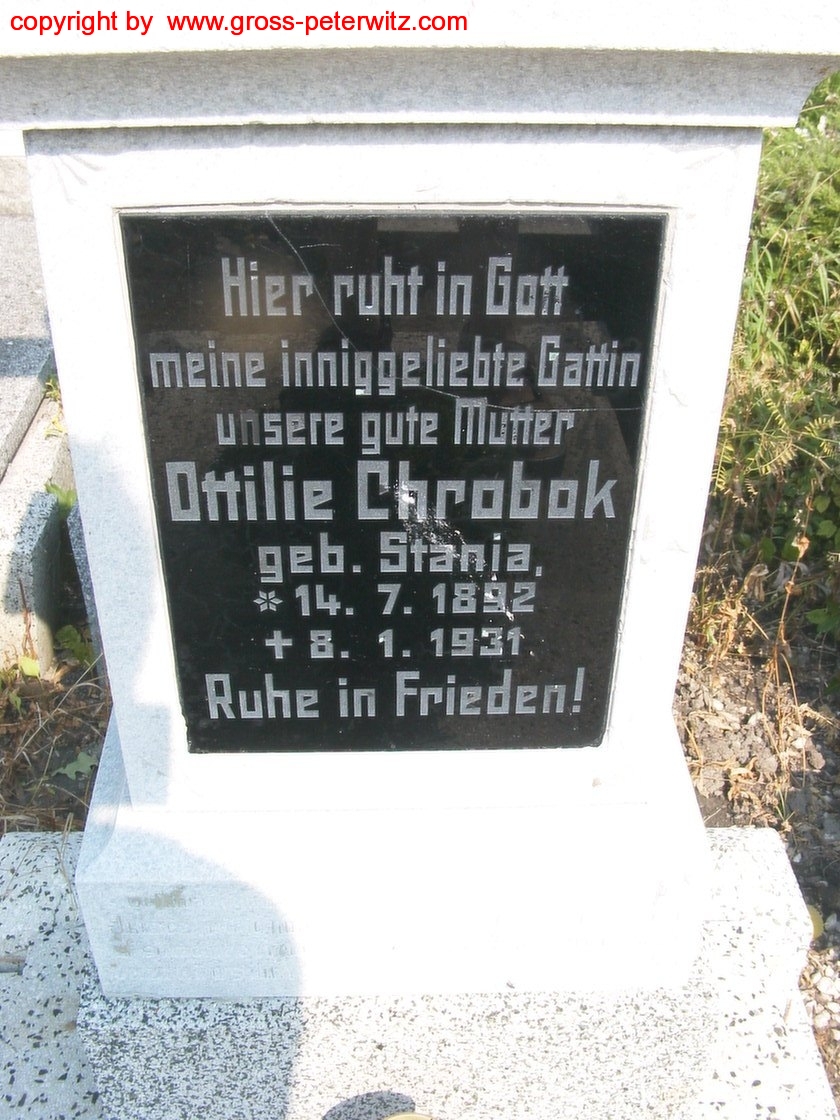 copyright by www.gross-peterwitz.com
Hier ruht in Gott
meine inniggeliebte Gattin
unsere gute Mutter
Ottilie Chrobok
geb. Stania,
* 14. 7. 1892
+ 8. 1. 1931.
Ruhe in Frieden!